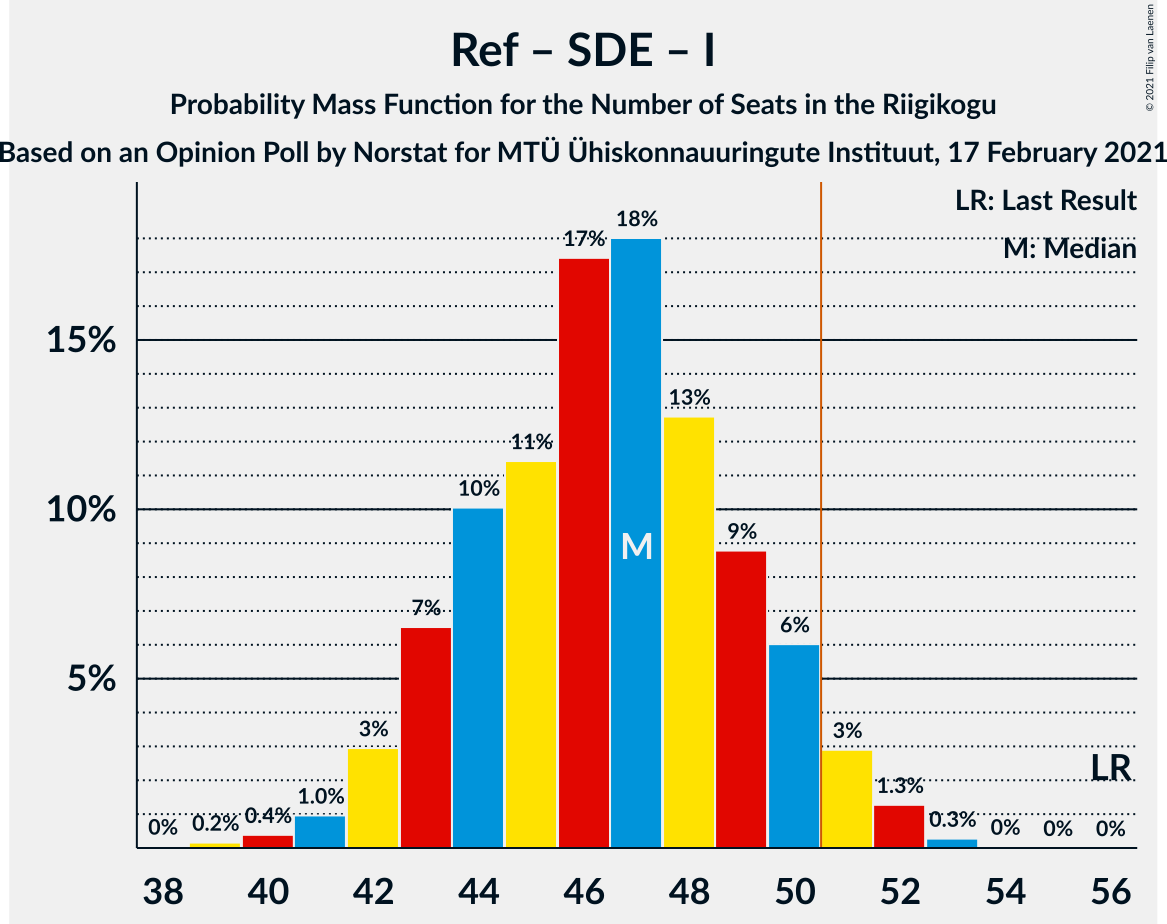 Ref – SDE – I
Probability Mass Function for the Number of Seats in the Riigikogu
Based on an Opinion Poll by Norstat for MTÜ Ühiskonnauuringute Instituut, 17 February 2021
© 2021 Filip van Laenen
LR: Last Result
M: Median
15%
10%
5%
0%
0.2%
0.4%
1.0%
3%
7%
10%
11%
17%
18%
13%
9%
6%
3%
1.3%
0.3%
0%
0%
0%
M
LR
38 40 42 44 46 48 50 52 54 56